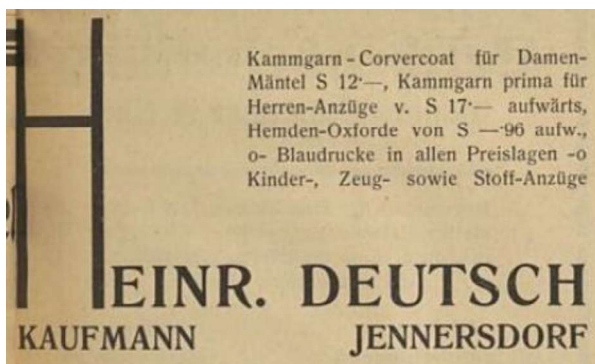 Kammgarn-Corvercoat für Damen-
Mäntel S 12·—, Kammgarn prima für
Herren-Anzüge v. S 17·— aufwärts,
Hemden-Oxforde von S —·96 aufw.,
o- Blaudrucke in allen Preislagen -o
Kinder-, Zeug- sowie Stoff-Anzüge
HEINR. DEUTSCH
KAUFMANN JENNERSDORF